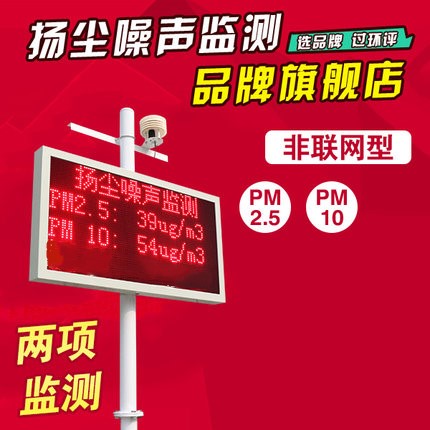 扬尘噪声监测
选品牌 过环评
品牌旗舰店
非联网型
PM
2.5
PM
10
扬尘噪声监测
PM2.5: 39ug/m3
PM 10: 54ug/m3
两项
监测